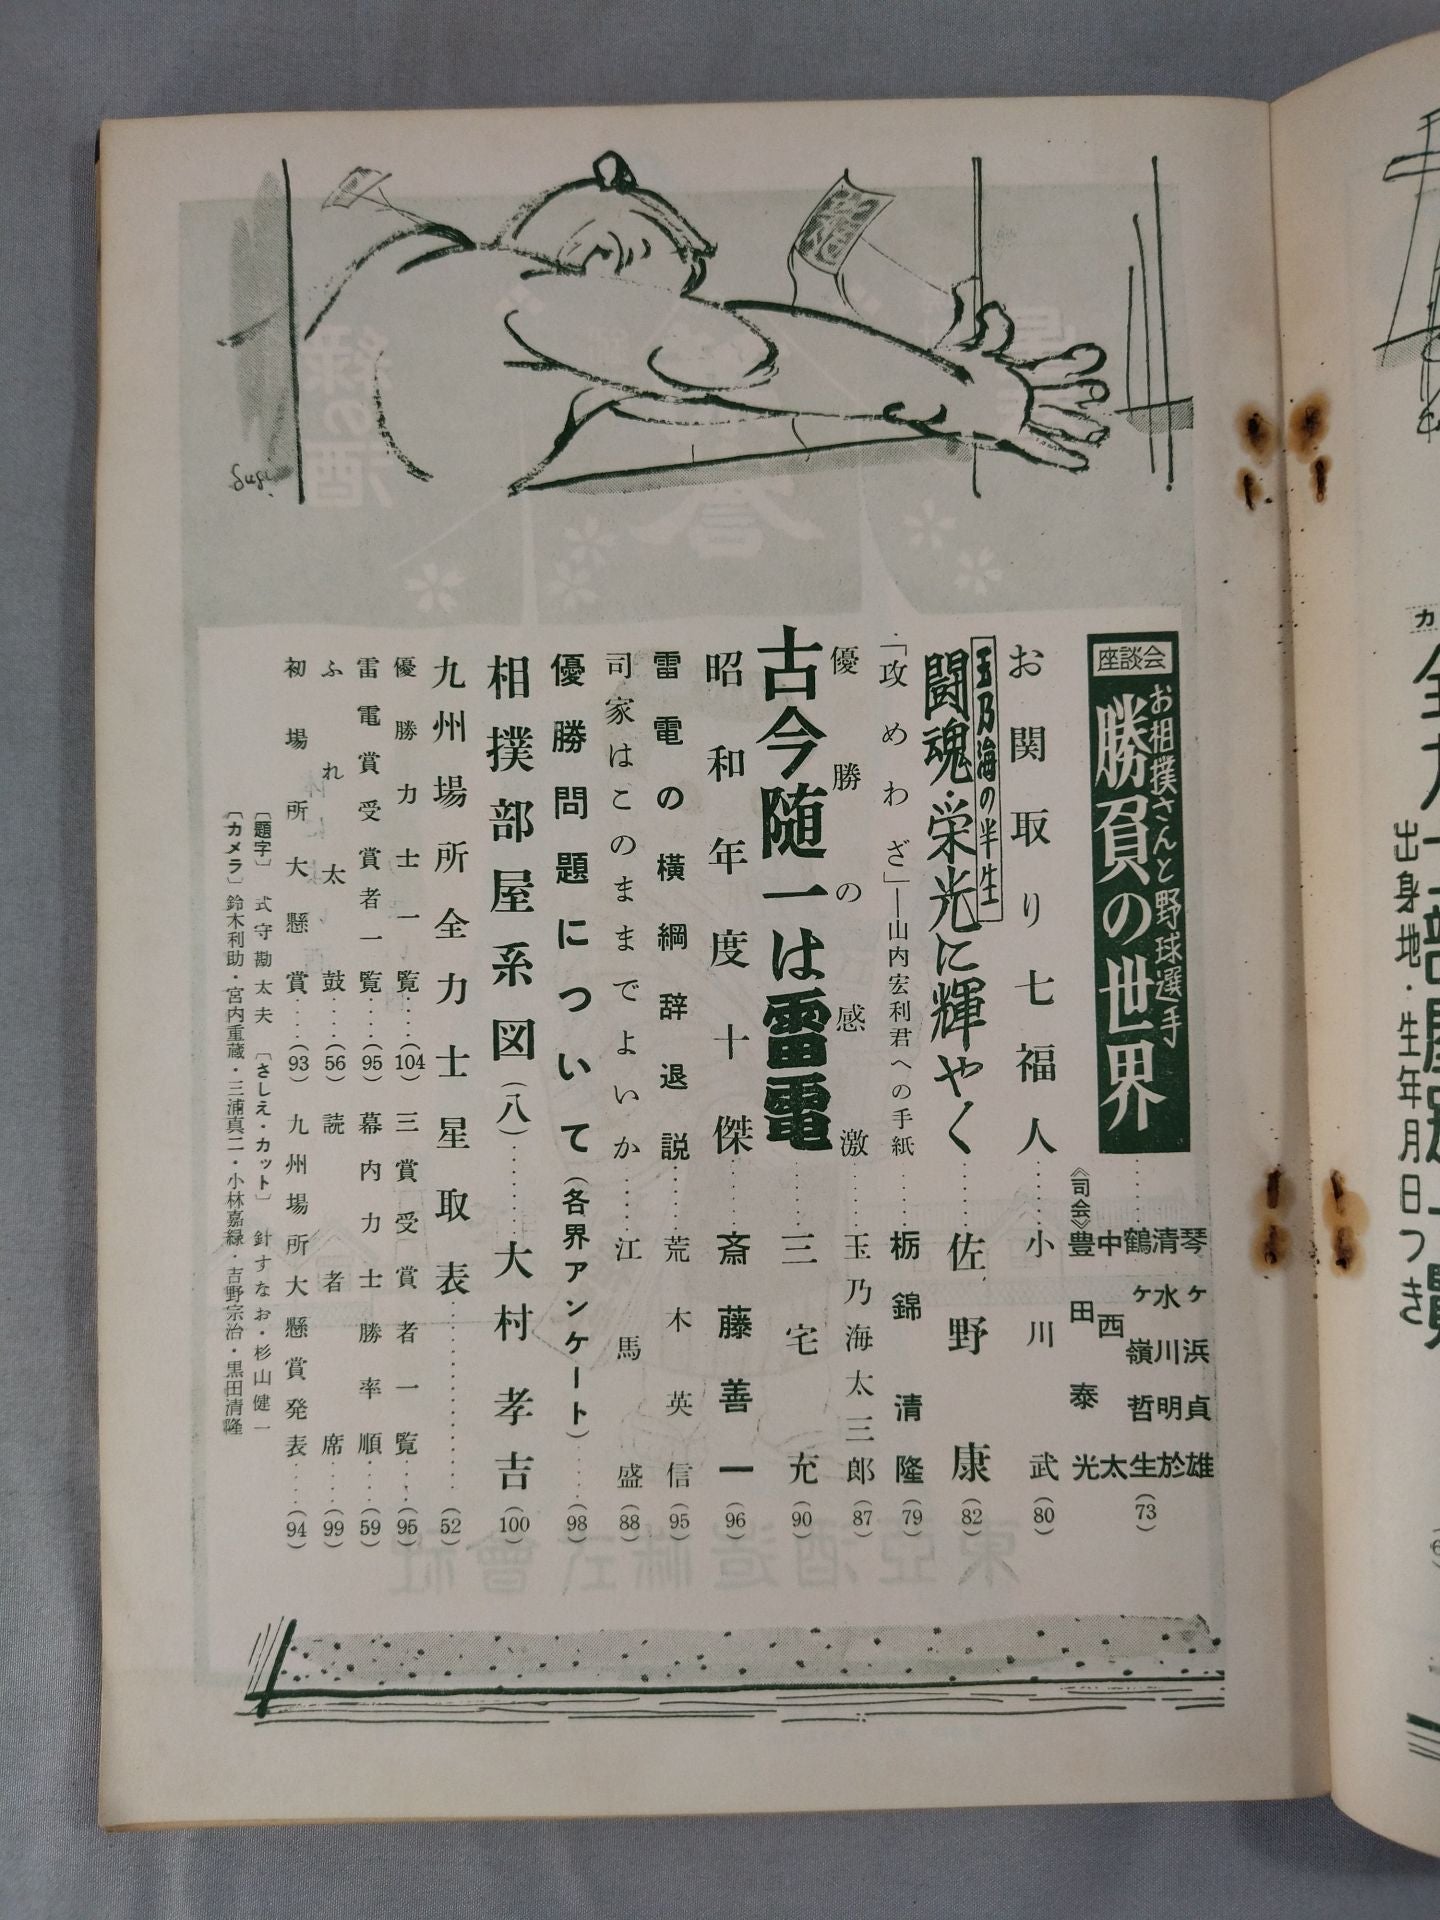 座談会
お相撲さんと野球選手
勝負の世界……
琴ヶ浜貞雄
清水川明於
鶴ヶ嶺哲生
中西太
《司会》豊田泰光
(73)
お関取り七福人……小川武(80)
玉乃海の半生
闘魂・栄光に輝やく……佐野康(82)
「攻めわざ」―山内宏利君への手紙……栃錦清隆(79)
優勝の感激……玉乃海太三郎(87)
古今随一は雷電……三宅充(90)
昭和年度十傑……斎藤善一(96)
雷電の横綱辞退説……荒木英信(95)
司家はこのままでよいか……江馬盛(88)
優勝問題について(各界アンケート)……(98)
相撲部屋系図(八)……大村孝吉(100)
九州場所全力士星取表……(52)
優勝力士一覧……(104)
三賞受賞者一覧……(95)
雷電賞受賞者一覧……(95)
幕内力士勝率順……(59)
ふれ太鼓……(56)
読者席……(99)
初場所大懸賞……(93)
九州場所大懸賞発表……(94)
〔題字〕式守勘太夫 〔さしえ・カット〕針すなお・杉山健一
〔カメラ〕鈴木利助・宮内重蔵・三浦真二・小林嘉緑・吉野宗治・黒田清隆
出身地・生年月日つき